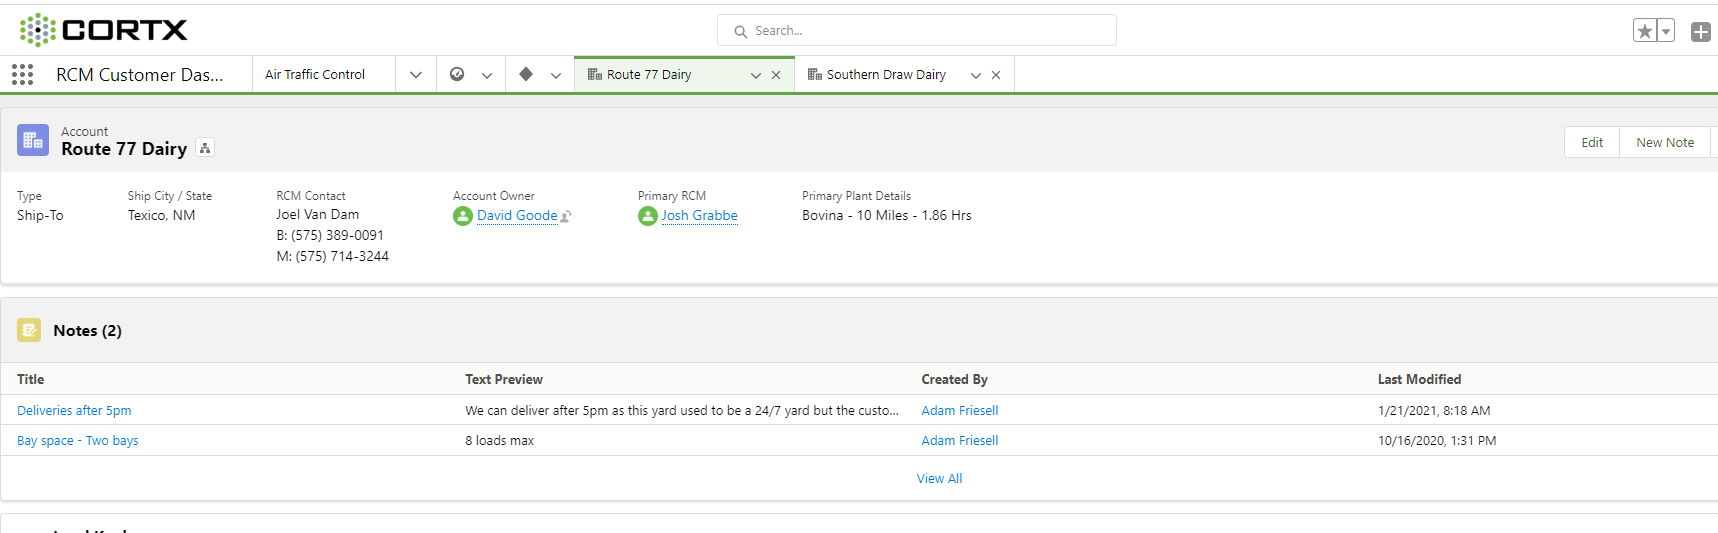 CORTX
Search...
RCM Customer Das...
Air Traffic Control
Route 77 Dairy
Southern Draw Dairy
Account
Route 77 Dairy
Edit
New Note
Type
Ship-To
Ship City / State
Texico, NM
RCM Contact
Joel Van Dam
B: (575) 389-0091
M: (575) 714-3244
Account Owner
David Goode
Primary RCM
Josh Grabbe
Primary Plant Details
Bovina - 10 Miles - 1.86 Hrs
Notes (2)
Title Text Preview Created By Last Modified
Deliveries after 5pm We can deliver after 5pm as this yard used to be a 24/7 yard but the custo... Adam Friesell 1/21/2021, 8:18 AM
Bay space - Two bays 8 loads max Adam Friesell 10/16/2020, 1:31 PM
View All